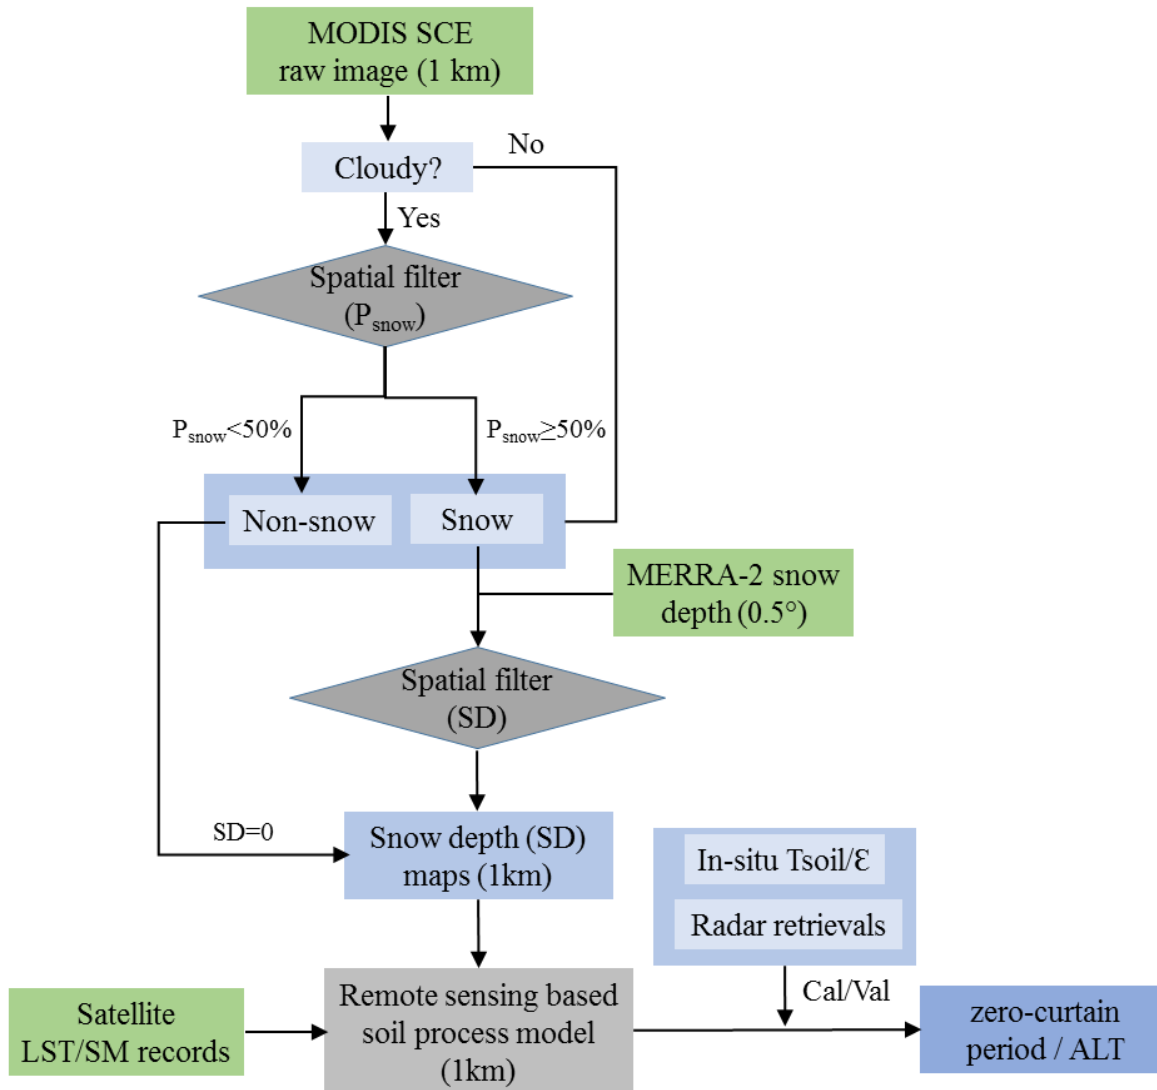 MODIS SCE
raw image (1 km)
No
Cloudy?
Yes
Spatial filter
(Psnow)
Psnow<50%
Psnow≥50%
Non-snow
Snow
MERRA-2 snow
depth (0.5°)
Spatial filter
(SD)
SD=0
Snow depth (SD)
maps (1km)
In-situ Tsoil/Ɛ
Radar retrievals
Cal/Val
Satellite
LST/SM records
Remote sensing based
soil process model
(1km)
zero-curtain
period / ALT